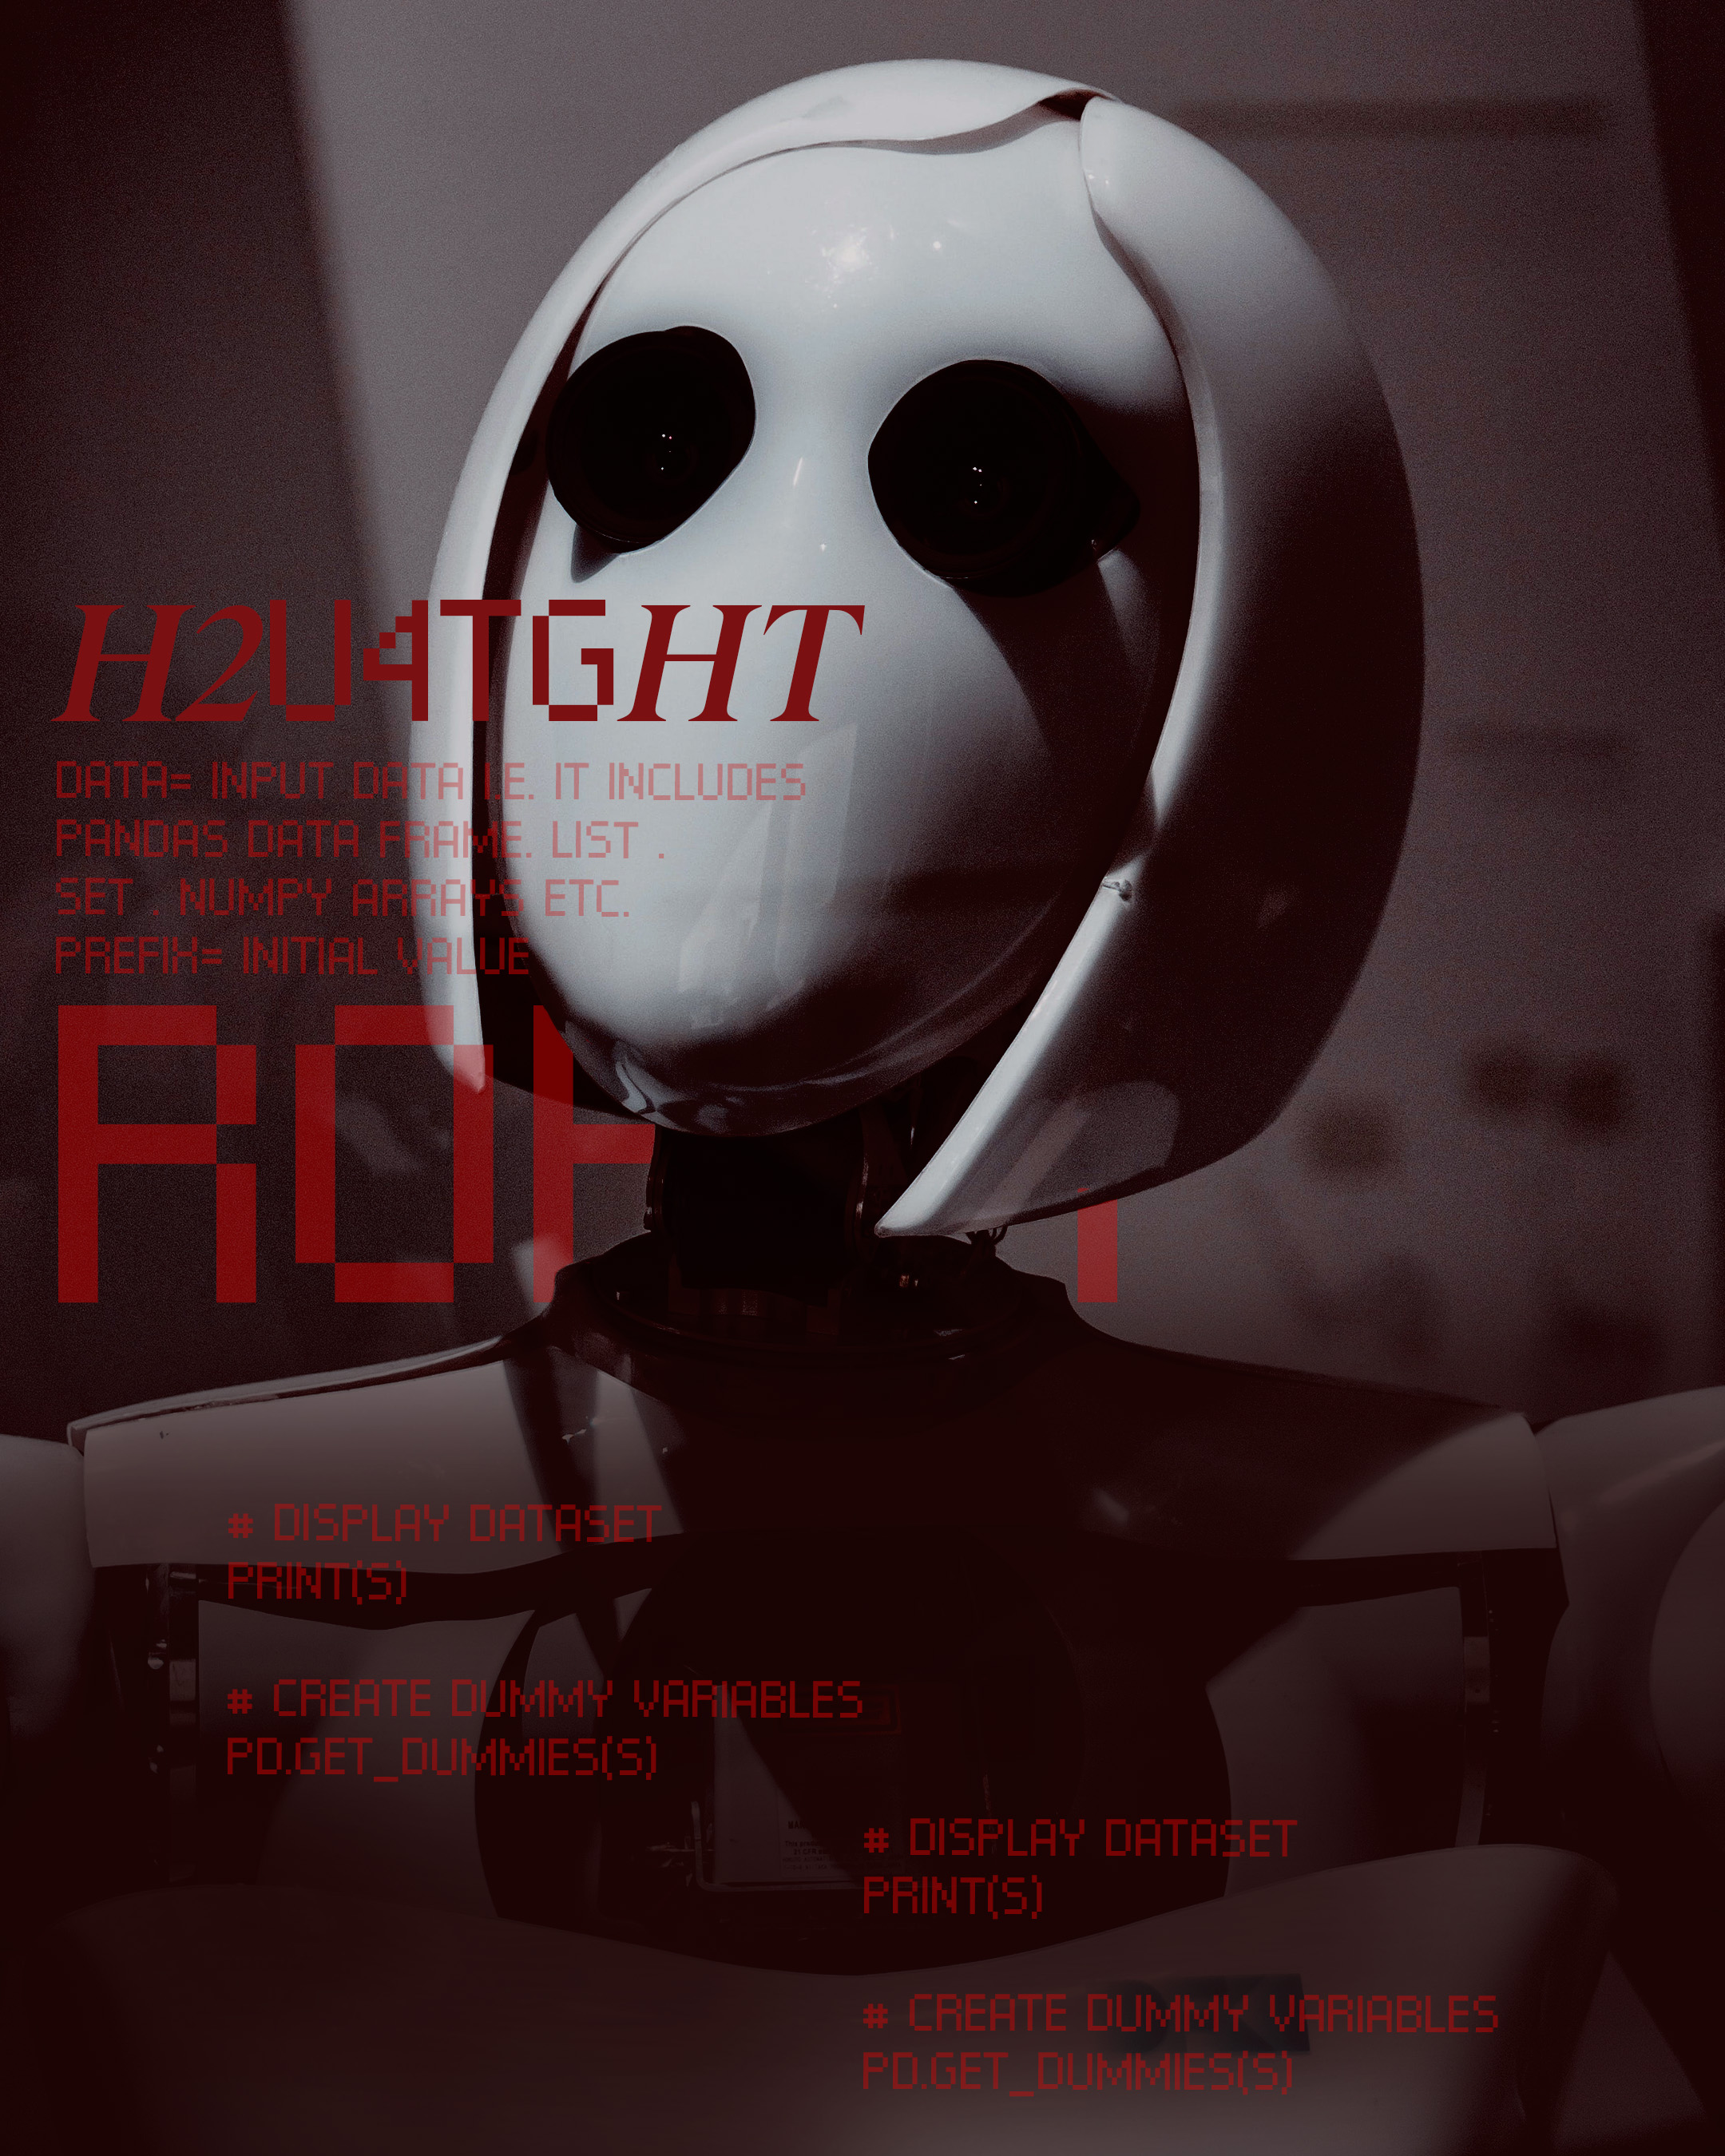 H2U4TGHT
DATA= INPUT DATA I.E. IT INCLUDES
PANDAS DATA FRAME. LIST .
SET . NUMPY ARRAYS ETC.
PREFIX= INITIAL VALUE
# DISPLAY DATASET
PRINT(S)
# CREATE DUMMY VARIABLES
PD.GET_DUMMIES(S)
# DISPLAY DATASET
PRINT(S)
# CREATE DUMMY VARIABLES
PD.GET_DUMMIES(S)